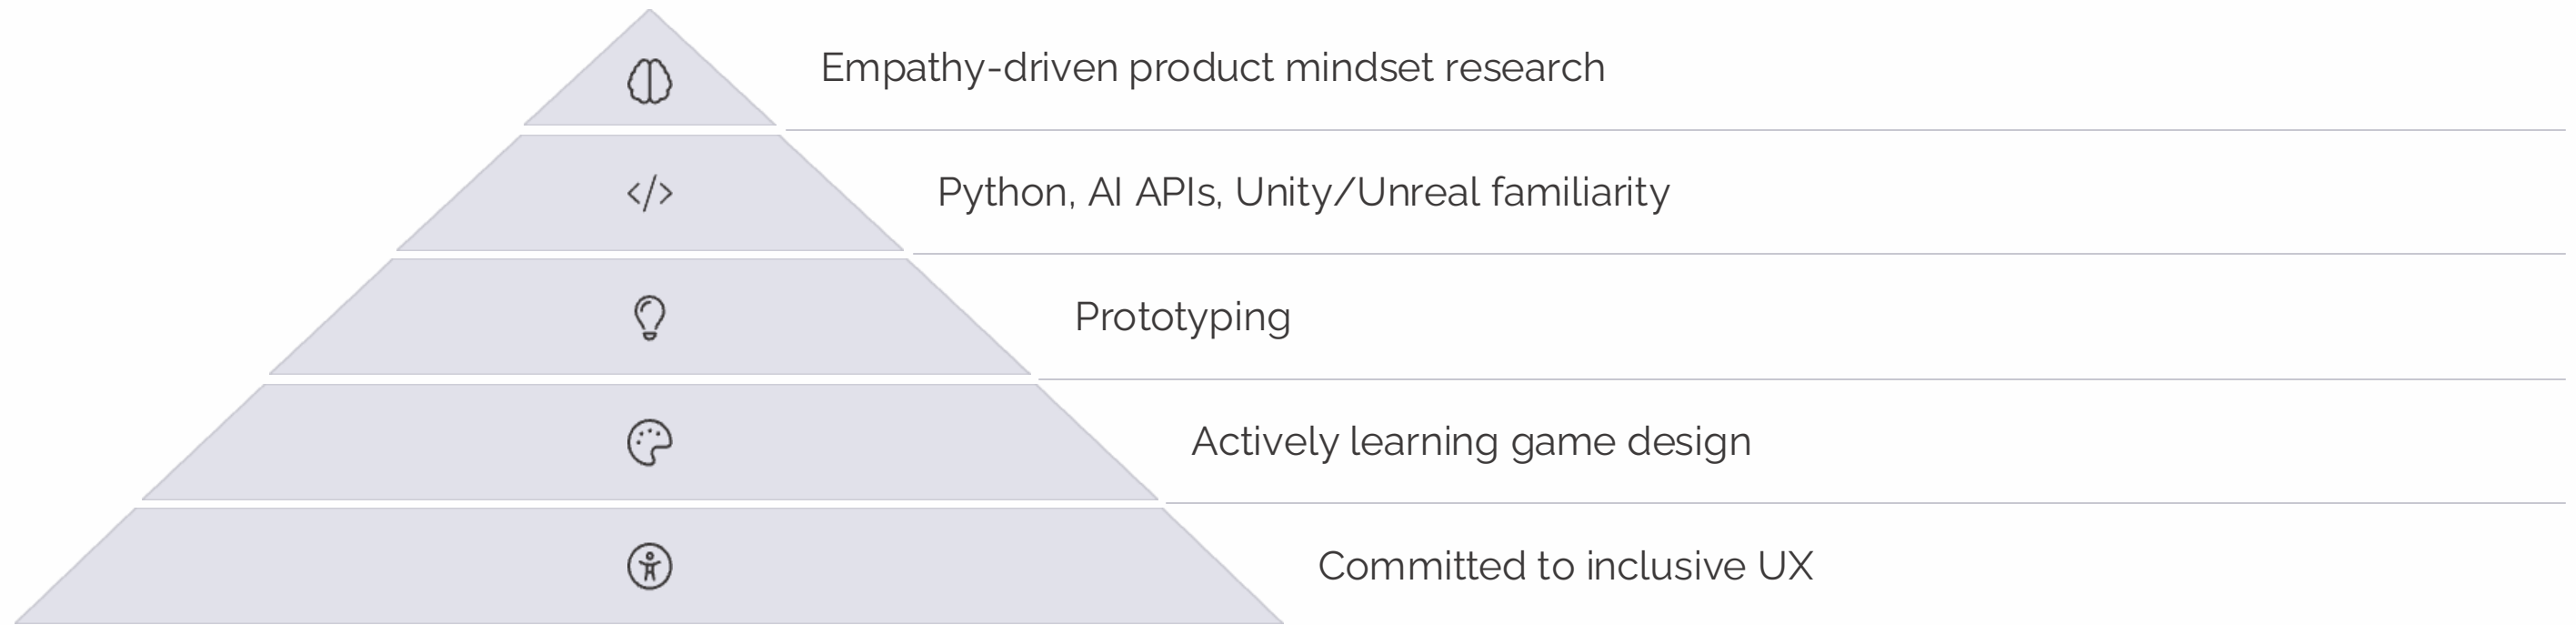 Empathy-driven product mindset research
Python, AI APIs, Unity/Unreal familiarity
Prototyping
Actively learning game design
Committed to inclusive UX